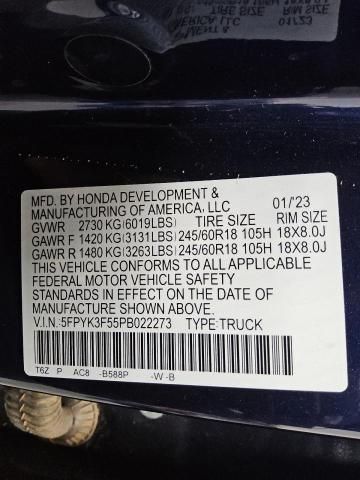 MFD. BY HONDA DEVELOPMENT &
MANUFACTURING OF AMERICA, LLC 01/'23
GVWR 2730 KG (6019LBS) TIRE SIZE RIM SIZE
GAWR F 1420 KG (3131LBS) 245/60R18 105H 18X8.0J
GAWR R 1480 KG (3263LBS) 245/60R18 105H 18X8.0J
THIS VEHICLE CONFORMS TO ALL APPLICABLE
FEDERAL MOTOR VEHICLE SAFETY
STANDARDS IN EFFECT ON THE DATE OF
MANUFACTURE SHOWN ABOVE.
V.I.N.:5FPYK3F55PB022273 TYPE:TRUCK
T6Z P AC8 -B588P -W -B